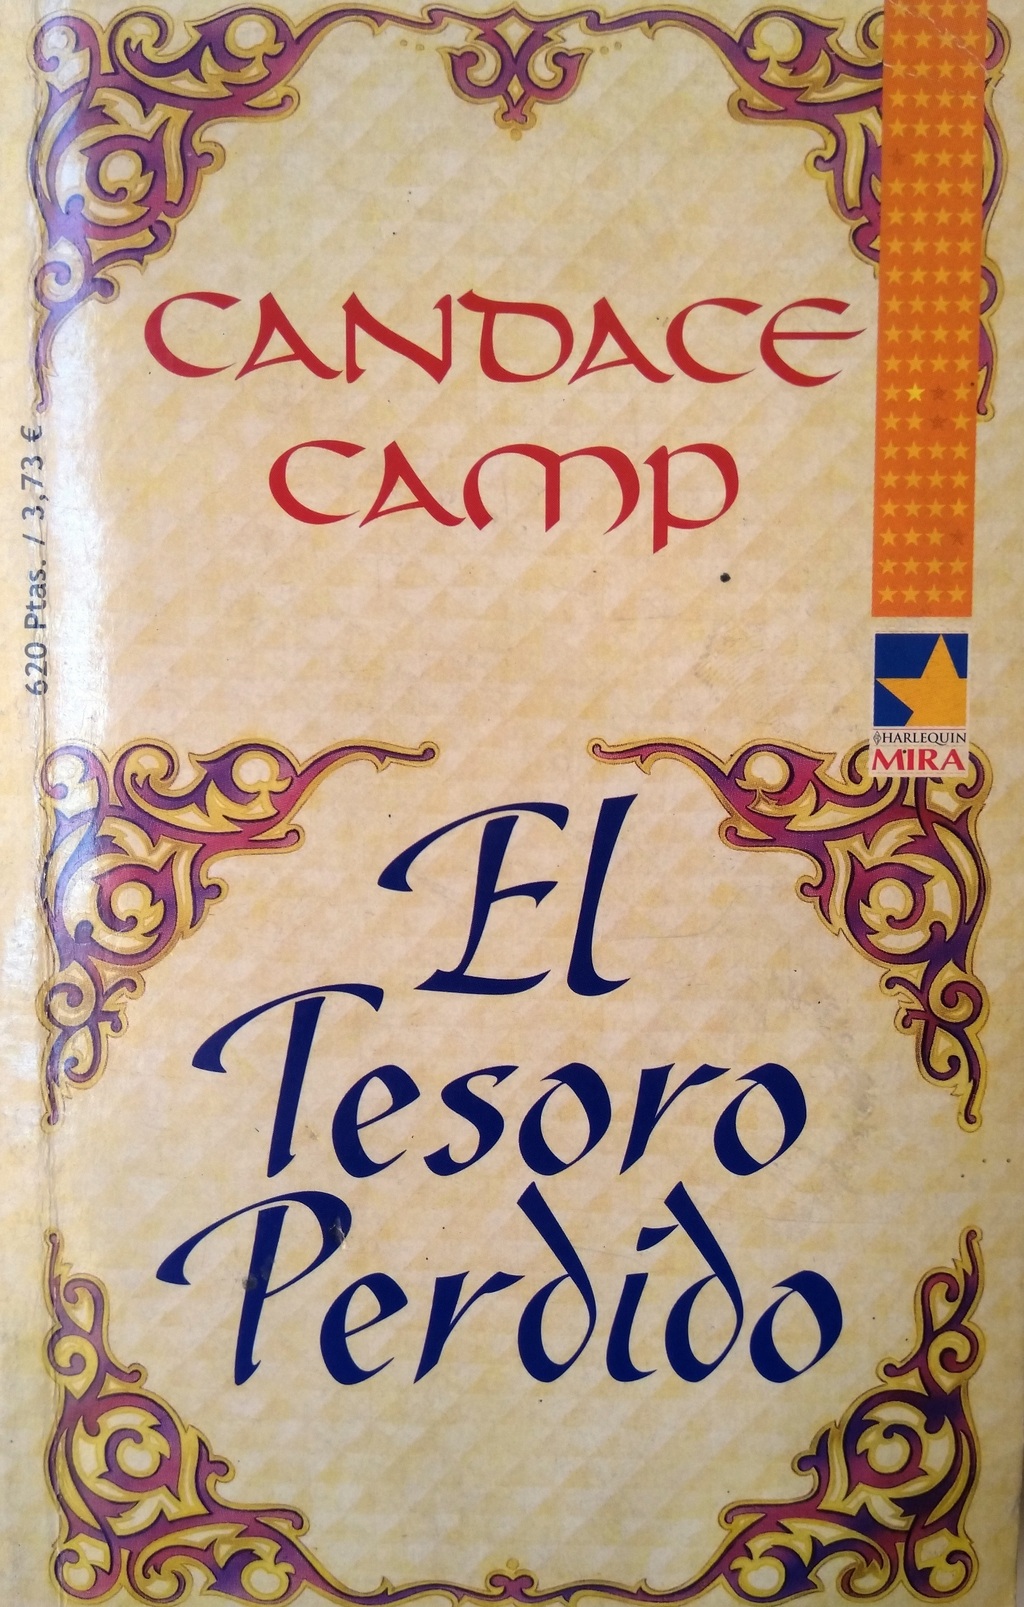 CANDACE
CAMP
620 Ptas. / 3,73 €
HARLEQUIN
MIRA
El
Tesoro
Perdido